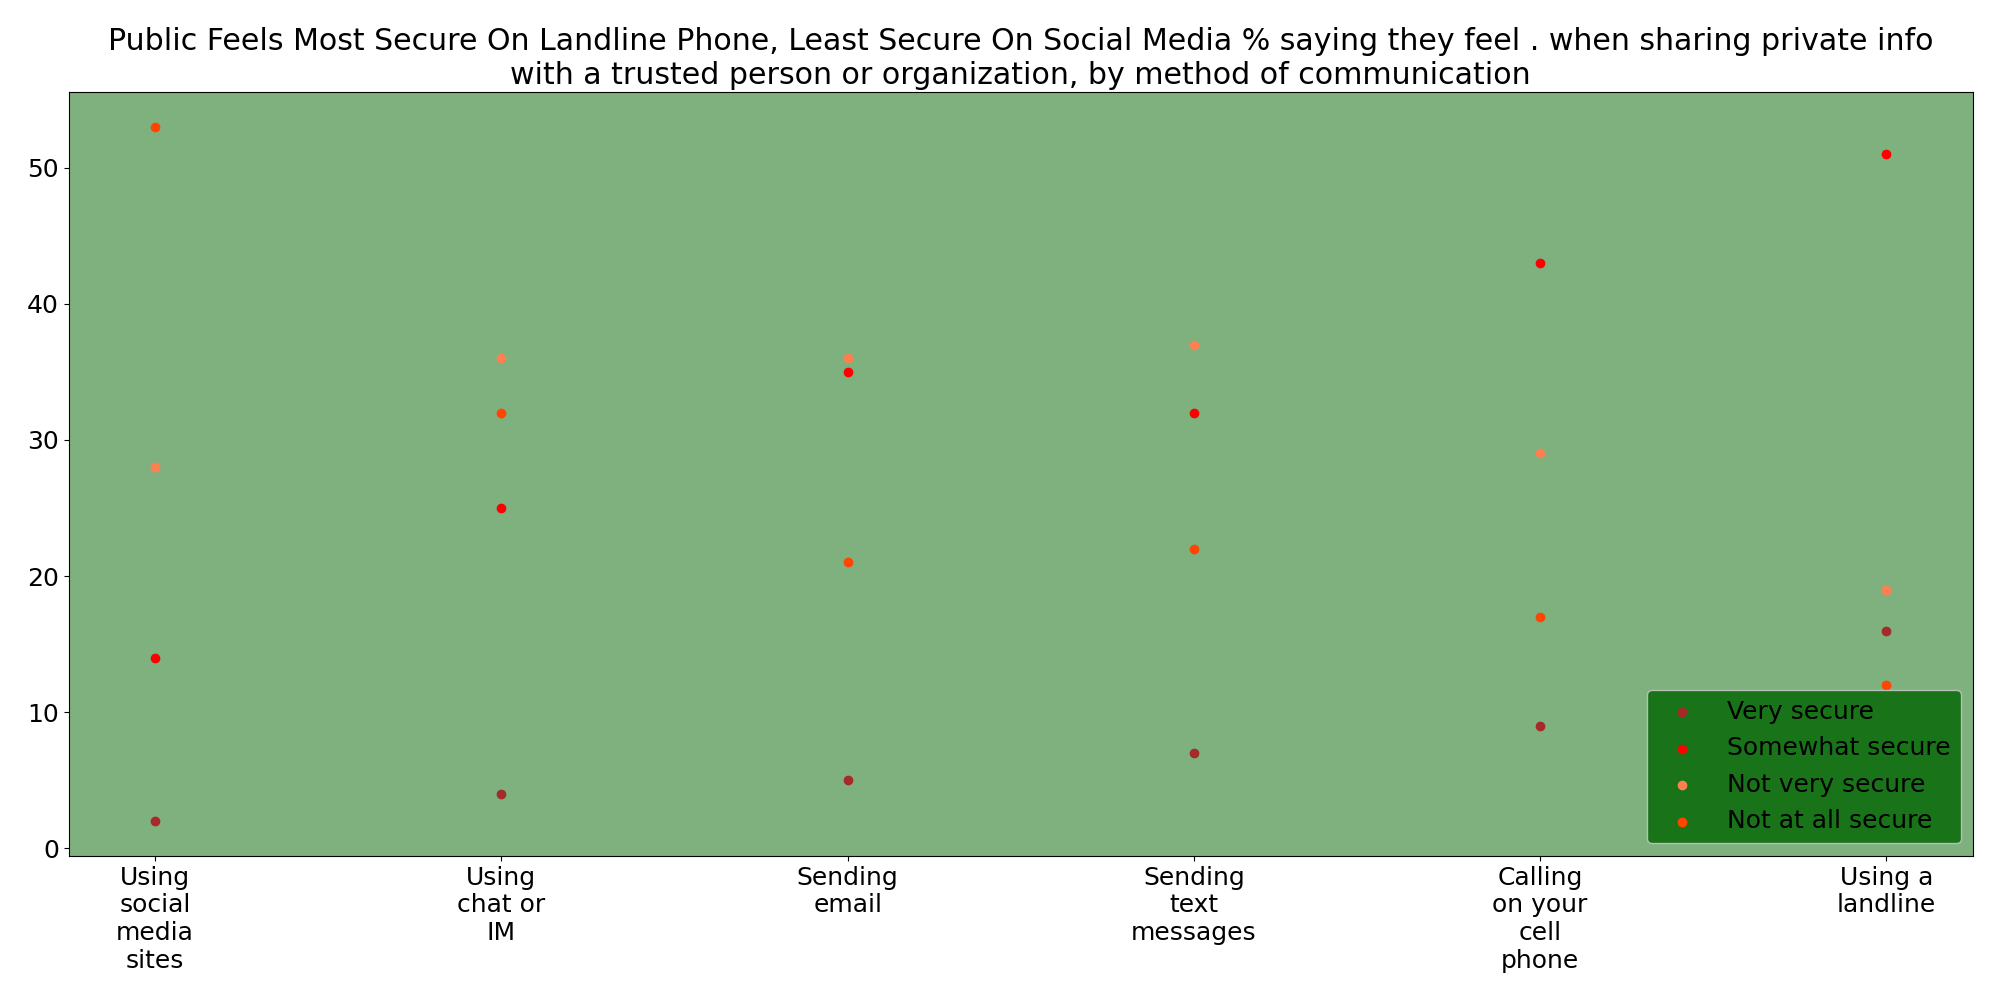 Public Feels Most Secure On Landline Phone, Least Secure On Social Media % saying they feel . when sharing private info
with a trusted person or organization, by method of communication
50
40
30
20
10
0
Very secure
Somewhat secure
Not very secure
Not at all secure
Using
social
media
sites
Using
chat or
IM
Sending
email
Sending
text
messages
Calling
on your
cell
phone
Using a
landline